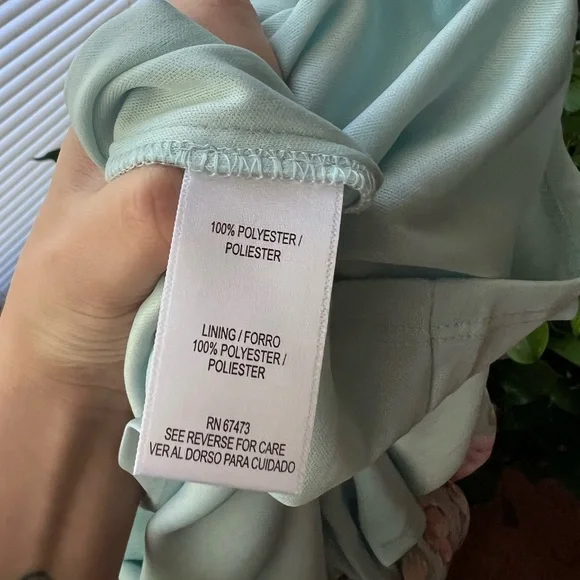 100% POLYESTER /
POLIESTER
LINING / FORRO
100% POLYESTER /
POLIESTER
RN 67473
SEE REVERSE FOR CARE
VER AL DORSO PARA CUIDADO